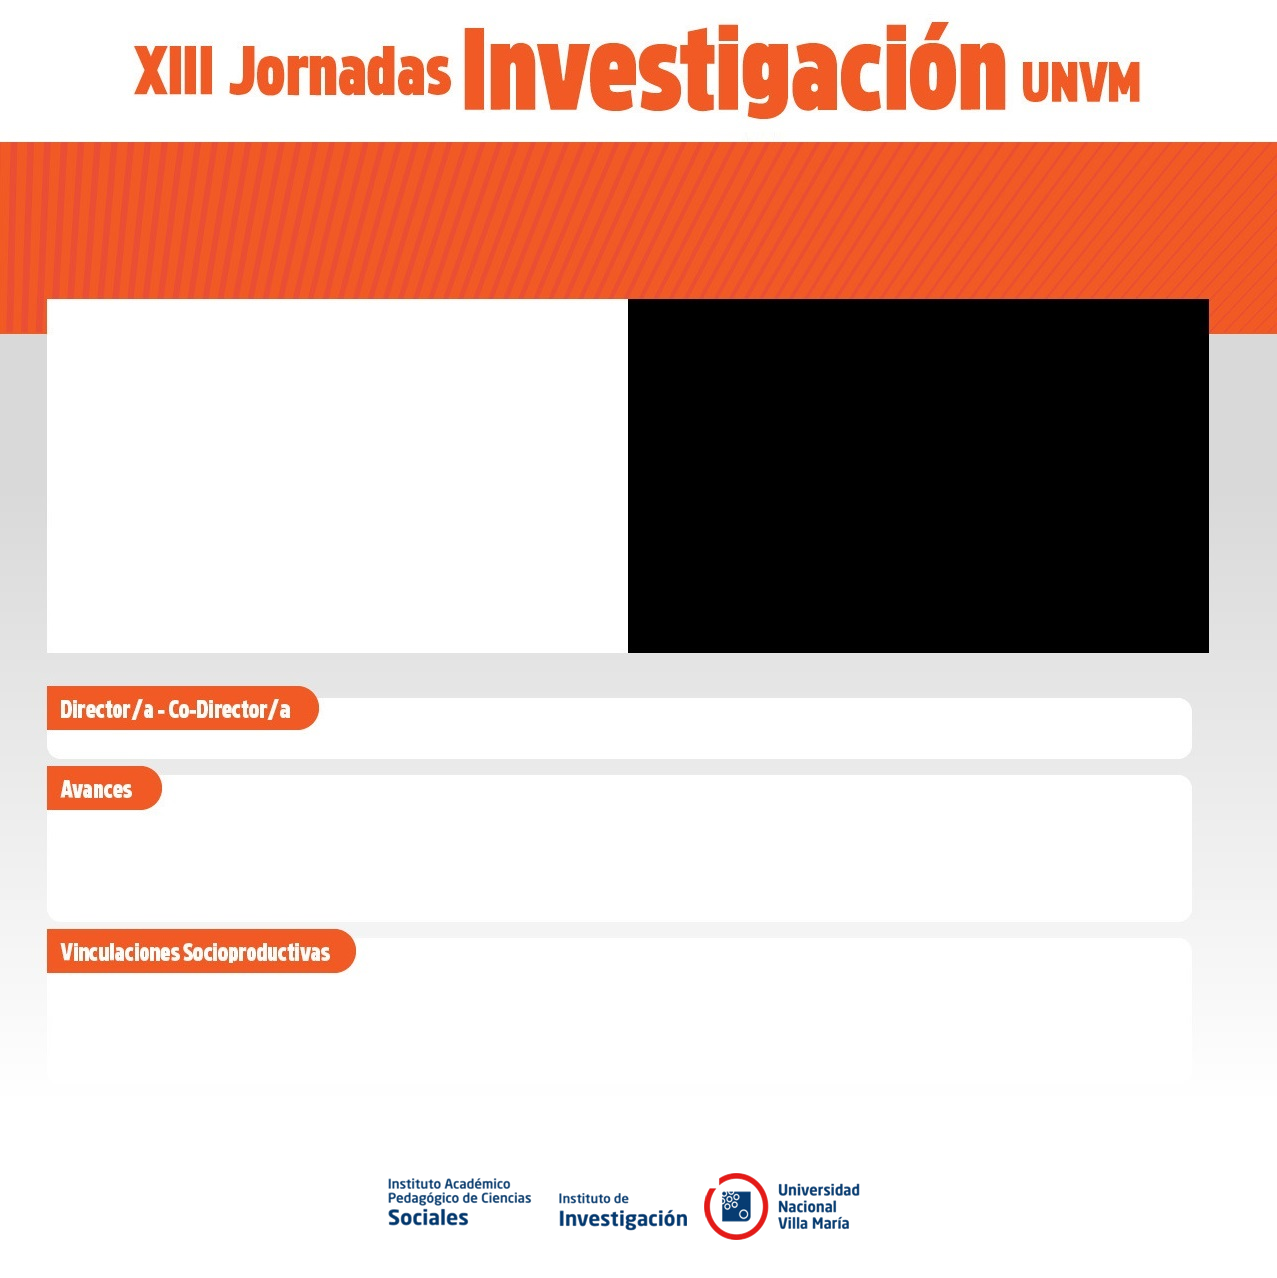 XIII Jornadas Investigación UNVM
Director/a - Co-Director/a
Avances
Vinculaciones Socioproductivas
Instituto Académico
Pedagógico de Ciencias
Sociales
Instituto de
Investigación
Universidad
Nacional
Villa María